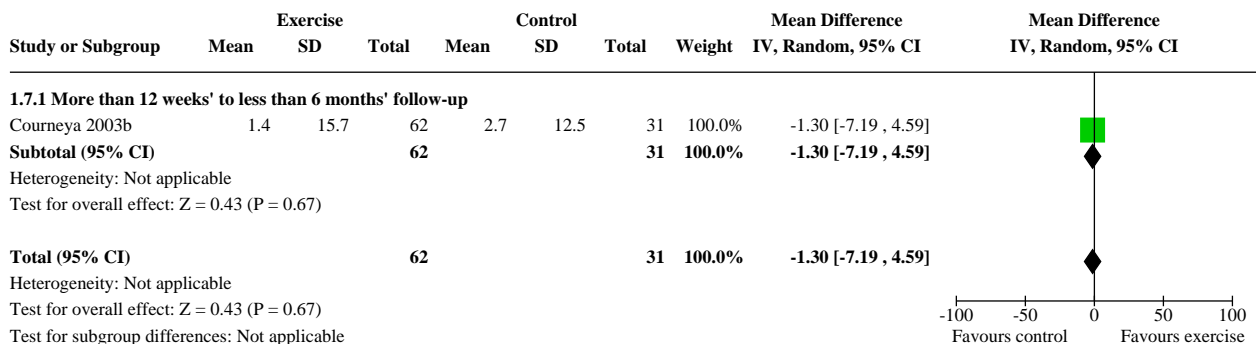 Exercise Control Mean Difference Mean Difference
Study or Subgroup Mean SD Total Mean SD Total Weight IV, Random, 95% CI IV, Random, 95% CI
1.7.1 More than 12 weeks' to less than 6 months' follow-up
Courneya 2003b 1.4 15.7 62 2.7 12.5 31 100.0% -1.30 [-7.19 , 4.59]
Subtotal (95% CI) 62 31 100.0% -1.30 [-7.19 , 4.59]
Heterogeneity: Not applicable
Test for overall effect: Z = 0.43 (P = 0.67)
Total (95% CI) 62 31 100.0% -1.30 [-7.19 , 4.59]
Heterogeneity: Not applicable
Test for overall effect: Z = 0.43 (P = 0.67)
-100 -50 0 50 100
Test for subgroup differences: Not applicable Favours control Favours exercise